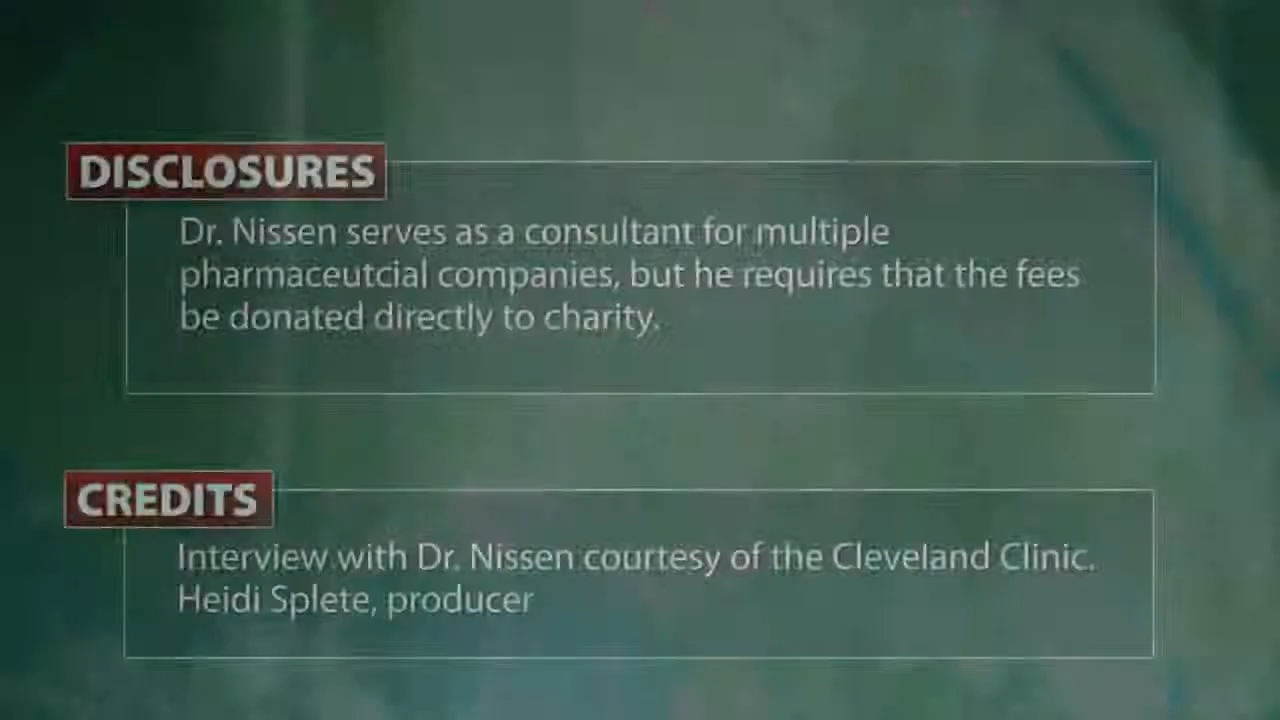 DISCLOSURES
Dr. Nissen serves as a consultant for multiple
pharmaceutcial companies, but he requires that the fees
be donated directly to charity.
CREDITS
Interview with Dr. Nissen courtesy of the Cleveland Clinic.
Heidi Splete, producer